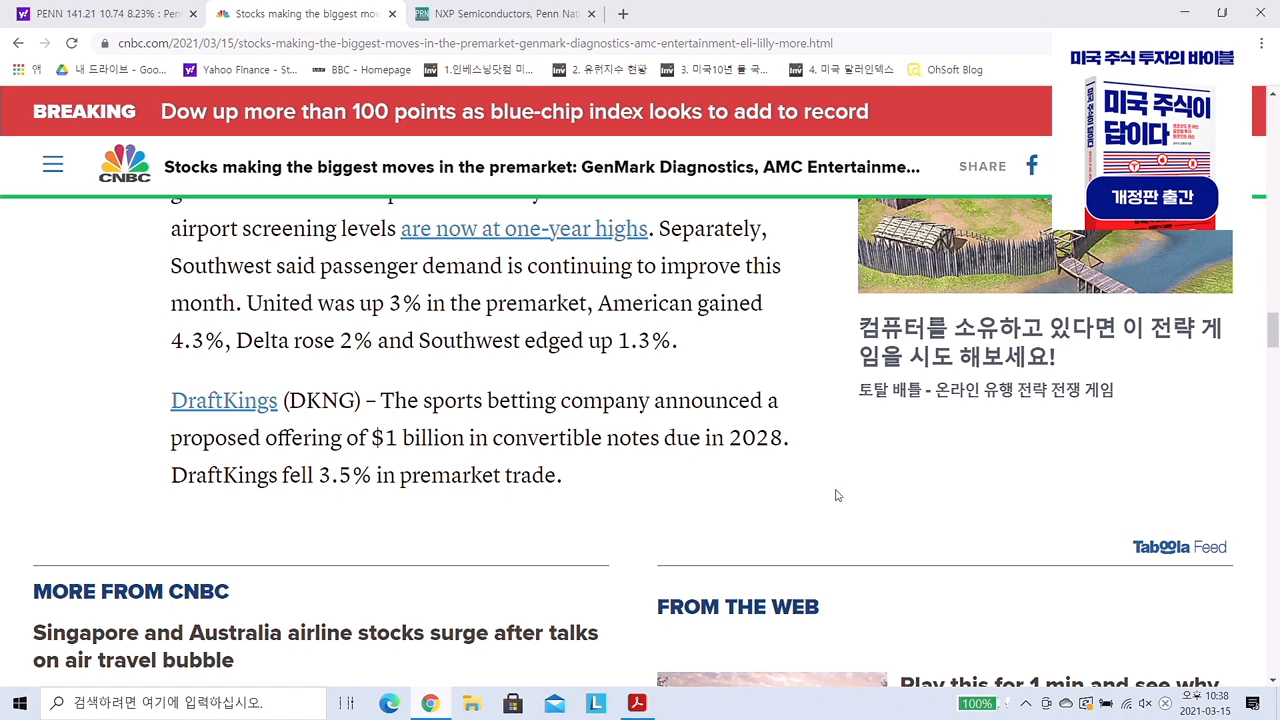 PENN 141.21 10.74 8.23% : Pen
Stocks making the biggest mov
NXP Semiconductors, Penn Nati
cnbc.com/2021/03/15/stocks-making-the-biggest-moves-in-the-premarket-genmark-diagnostics-amc-entertainment-eli-lilly-more.html
앱
내 드라이브 - Goo...
Yahoo Finance - St...
BBC - Homepage
1.인베스팅닷컴 미...
2. 유뤼지수 현황
3. 미국10년 률 국...
4. 미국 달러인덱스
OhSoft Blog
미국 주식 투자의 바이블
미국 주식이
답이다
개정판 출간
BREAKING Dow up more than 100 points as blue-chip index looks to add to record
CNBC
Stocks making the biggest moves in the premarket: GenMark Diagnostics, AMC Entertainme...
SHARE
airport screening levels are now at one-year highs. Separately,
Southwest said passenger demand is continuing to improve this
month. United was up 3% in the premarket, American gained
4.3%, Delta rose 2% and Southwest edged up 1.3%.
DraftKings (DKNG) – The sports betting company announced a
proposed offering of $1 billion in convertible notes due in 2028.
DraftKings fell 3.5% in premarket trade.
컴퓨터를 소유하고 있다면 이 전략 게
임을 시도 해보세요!
토탈 배틀 - 온라인 유행 전략 전쟁 게임
Taboola Feed
MORE FROM CNBC
Singapore and Australia airline stocks surge after talks
on air travel bubble
FROM THE WEB
Play this for 1 min and see why
검색하려면 여기에 입력하십시오.
100%
오후 10:38
2021-03-15